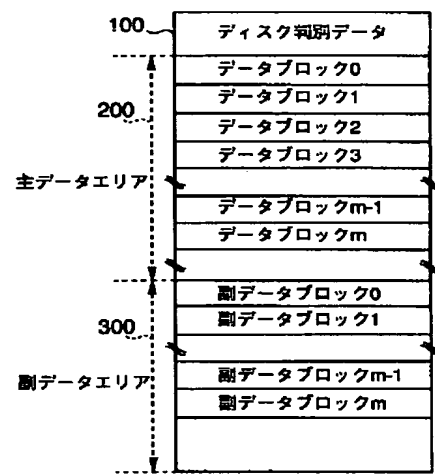 100
ディスク判別データ
200
主データエリア
データブロック0
データブロック1
データブロック2
データブロック3
データブロックm-1
データブロックm
300
副データエリア
副データブロック0
副データブロック1
副データブロックm-1
副データブロックm